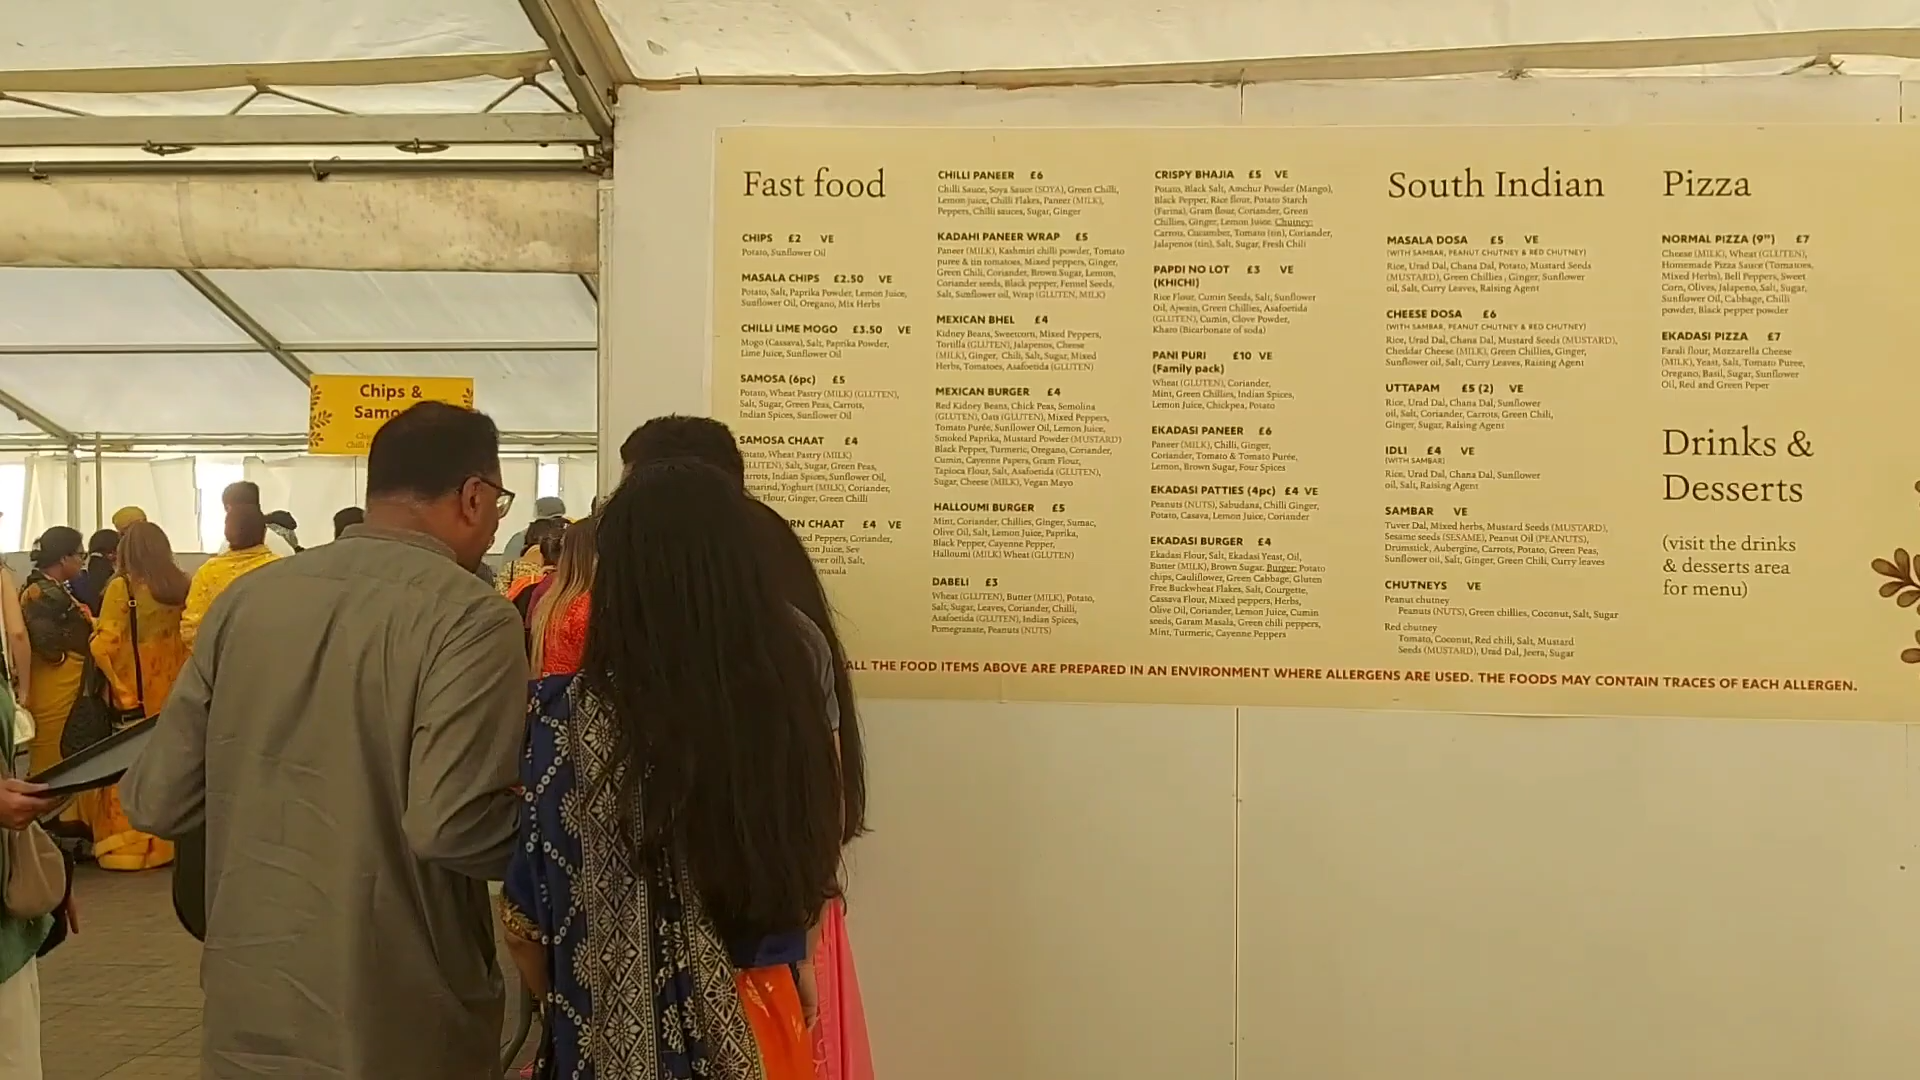 Chips &
Fast food
CHIPS £2 VE
Potato, Sunflower Oil
MASALA CHIPS £2.50 VE
Potato, Salt, Paprika Powder, Lemon Juice,
Sunflower Oil, Oregano, Mix Herbs
CHILLI LIME MOGO £3.50 VE
Mogo (Cassava), Salt, Paprika Powder,
Lime Juice, Sunflower Oil
SAMOSA (6pc) £5
Potato, Wheat Pastry (MILK) (GLUTEN),
Salt, Sugar, Green Peas, Carrots,
Indian Spices, Sunflower Oil
SAMOSA CHAAT £4
Wheat Pastry (MILK)
(GLUTEN), Salt, Sugar, Green Peas,
Indian Spices, Sunflower Oil,
Yoghurt (MILK), Coriander,
Flour, Ginger, Green Chilli
CHAAT £4 VE
Peppers, Coriander,
Juice, Sev
oil), Salt,
masala
CHILLI PANEER £6
Chilli Sauce, Soya Sauce (SOYA), Green Chilli,
Lemon juice, Chilli Flakes, Paneer (MILK),
Peppers, Chilli sauces, Sugar, Ginger
KADAHI PANEER WRAP £5
Paneer (MILK), Kashmiri chilli powder, Tomato
puree & tin tomatoes, Mixed peppers, Ginger,
Green Chili, Coriander, Brown Sugar, Lemon,
Coriander seeds, Black pepper, Fennel Seeds,
Salt, Sunflower oil, Wrap (GLUTEN, MILK)
MEXICAN BHEL £4
Kidney Beans, Sweetcorn, Mixed Peppers,
Tortilla (GLUTEN), Jalapenos, Cheese
(MILK), Ginger, Chili, Salt, Sugar, Mixed
Herbs, Tomatoes, Asafoetida (GLUTEN)
MEXICAN BURGER £4
Red Kidney Beans, Chick Peas, Semolina
(GLUTEN), Oats (GLUTEN), Mixed Peppers,
Tomato Purée, Sunflower Oil, Lemon Juice,
Smoked Paprika, Mustard Powder (MUSTARD)
Black Pepper, Turmeric, Oregano, Coriander,
Cumin, Cayenne Papers, Gram Flour,
Tapioca Flour, Salt, Asafoetida (GLUTEN),
Sugar, Cheese (MILK), Vegan Mayo
HALLOUMI BURGER £5
Mint, Coriander, Chillies, Ginger, Sumac,
Olive Oil, Salt, Lemon Juice, Paprika,
Black Pepper, Cayenne Pepper,
Halloumi (MILK) Wheat (GLUTEN)
DABELI £3
Wheat (GLUTEN), Butter (MILK), Potato,
Salt, Sugar, Leaves, Coriander, Chilli,
Asafoetida (GLUTEN), Indian Spices,
Pomegranate, Peanuts (NUTS)
CRISPY BHAJIA £5 VE
Potato, Black Salt, Amchur Powder (Mango),
Black Pepper, Rice flour, Potato Starch
(Farina), Gram flour, Coriander, Green
Chillies, Ginger, Lemon Juice. Chutney:
Carrots, Cucumber, Tomato (tin), Coriander,
Jalapenos (tin), Salt, Sugar, Fresh Chili
PAPDI NO LOT £3 VE
(KHICHI)
Rice Flour, Cumin Seeds, Salt, Sunflower
Oil, Ajwain, Green Chillies, Asafoetida
(GLUTEN), Cumin, Clove Powder,
Kharo (Bicarbonate of soda)
PANI PURI £10 VE
(Family pack)
Wheat (GLUTEN), Coriander,
Mint, Green Chillies, Indian Spices,
Lemon Juice, Chickpea, Potato
EKADASI PANEER £6
Paneer (MILK), Chilli, Ginger,
Coriander, Tomato & Tomato Purée,
Lemon, Brown Sugar, Four Spices
EKADASI PATTIES (4pc) £4 VE
Peanuts (NUTS), Sabudana, Chilli Ginger,
Potato, Casava, Lemon Juice, Coriander
EKADASI BURGER £4
Ekadasi Flour, Salt, Ekadasi Yeast, Oil,
Butter (MILK), Brown Sugar. Burger: Potato
chips, Cauliflower, Green Cabbage, Gluten
Free Buckwheat Flakes, Salt, Courgette,
Cassava Flour, Mixed peppers, Herbs,
Olive Oil, Coriander, Lemon Juice, Cumin
seeds, Garam Masala, Green chili peppers,
Mint, Turmeric, Cayenne Peppers
South Indian
MASALA DOSA £5 VE
(WITH SAMBAR, PEANUT CHUTNEY & RED CHUTNEY)
Rice, Urad Dal, Chana Dal, Potato, Mustard Seeds
(MUSTARD), Green Chillies, Ginger, Sunflower
oil, Salt, Curry Leaves, Raising Agent
CHEESE DOSA £6
(WITH SAMBAR, PEANUT CHUTNEY & RED CHUTNEY)
Rice, Urad Dal, Chana Dal, Mustard Seeds (MUSTARD),
Cheddar Cheese (MILK), Green Chillies, Ginger,
Sunflower oil, Salt, Curry Leaves, Raising Agent
UTTAPAM £5 (2) VE
Rice, Urad Dal, Chana Dal, Sunflower
oil, Salt, Coriander, Carrots, Green Chili,
Ginger, Sugar, Raising Agent
IDLI £4 VE
(WITH SAMBAR)
Rice, Urad Dal, Chana Dal, Sunflower
oil, Salt, Raising Agent
SAMBAR VE
Tuver Dal, Mixed herbs, Mustard Seeds (MUSTARD),
Sesame seeds (SESAME), Peanut Oil (PEANUTS),
Drumstick, Aubergine, Carrots, Potato, Green Peas,
Sunflower oil, Salt, Ginger, Green Chili, Curry leaves
CHUTNEYS VE
Peanut chutney
Peanuts (NUTS), Green chillies, Coconut, Salt, Sugar
Red chutney
Tomato, Coconut, Red chili, Salt, Mustard
Seeds (MUSTARD), Urad Dal, Jeera, Sugar
Pizza
NORMAL PIZZA (9") £7
Cheese (MILK), Wheat (GLUTEN),
Homemade Pizza Sauce (Tomatoes,
Mixed Herbs), Bell Peppers, Sweet
Corn, Olives, Jalapeno, Salt, Sugar,
Sunflower Oil, Cabbage, Chilli
powder, Black pepper powder
EKADASI PIZZA £7
Farali flour, Mozzarella Cheese
(MILK), Yeast, Salt, Tomato Puree,
Oregano, Basil, Sugar, Sunflower
Oil, Red and Green Peper
Drinks &
Desserts
(visit the drinks
& desserts area
for menu)
ALL THE FOOD ITEMS ABOVE ARE PREPARED IN AN ENVIRONMENT WHERE ALLERGENS ARE USED. THE FOODS MAY CONTAIN TRACES OF EACH ALLERGEN.